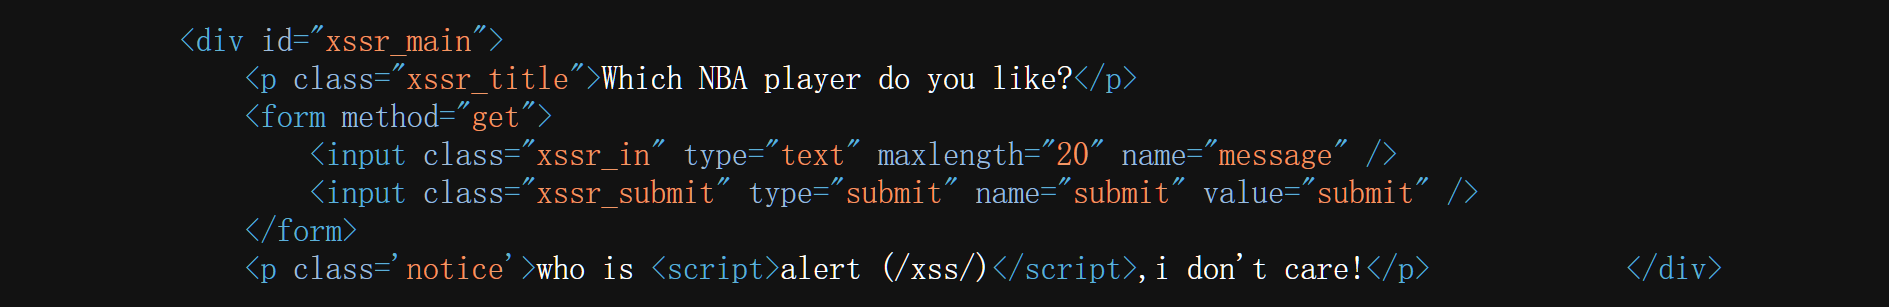 <div id="xssr_main">
<p class="xssr_title">Which NBA player do you like?</p>
<form method="get">
<input class="xssr_in" type="text" maxlength="20" name="message" />
<input class="xssr_submit" type="submit" name="submit" value="submit" />
</form>
<p class='notice'>who is <script>alert (/xss/)</script>,i don't care!</p> </div>